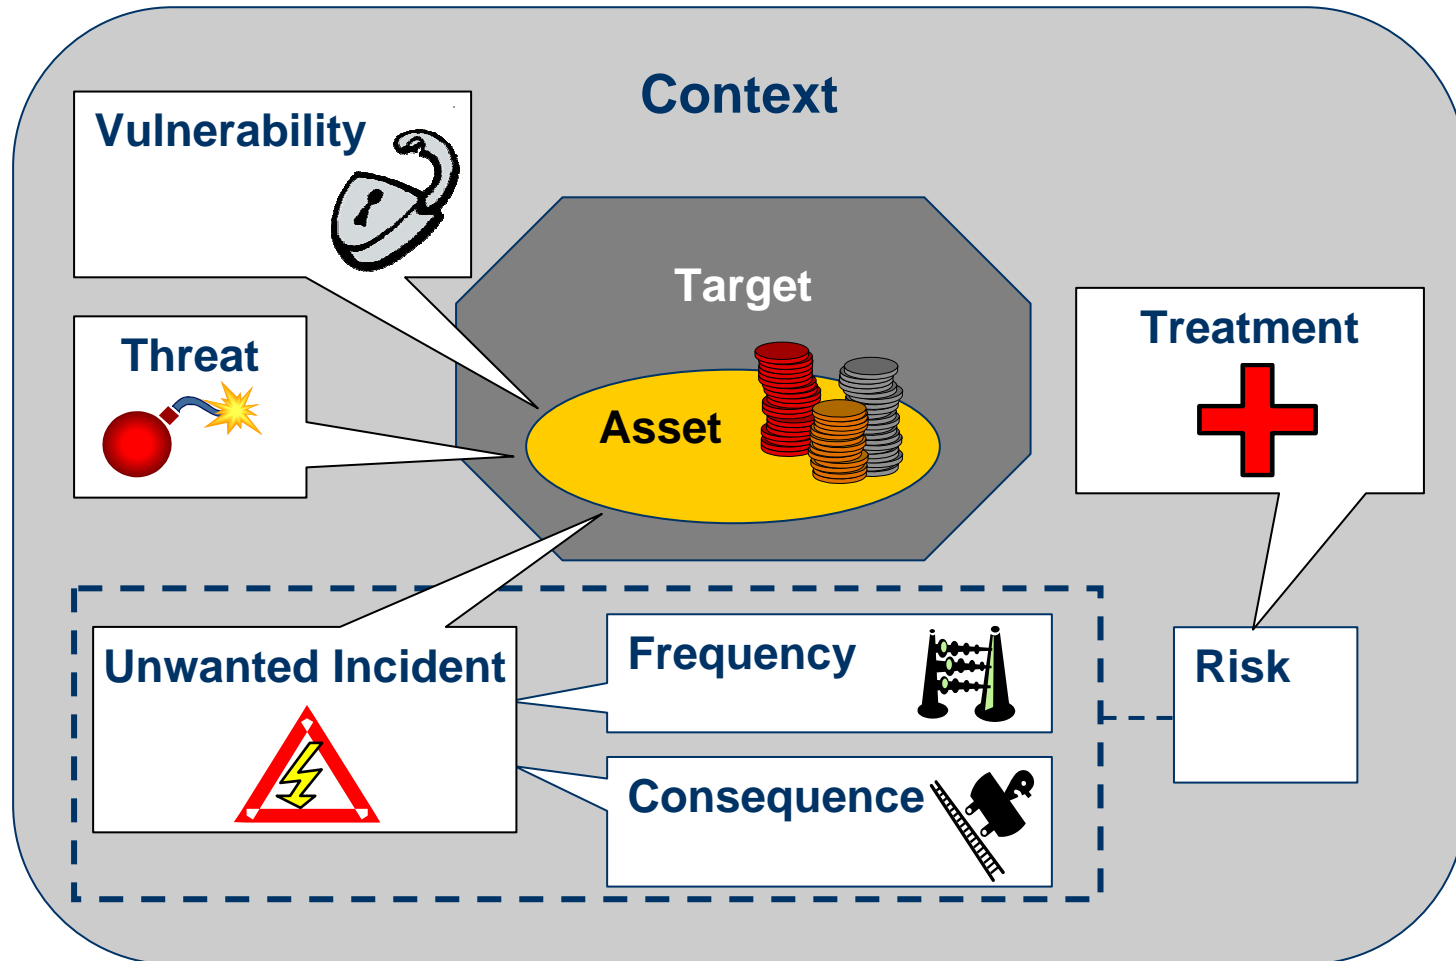 Context
Vulnerability
Target
Threat
Treatment
Asset
Unwanted Incident
Frequency
Risk
Consequence